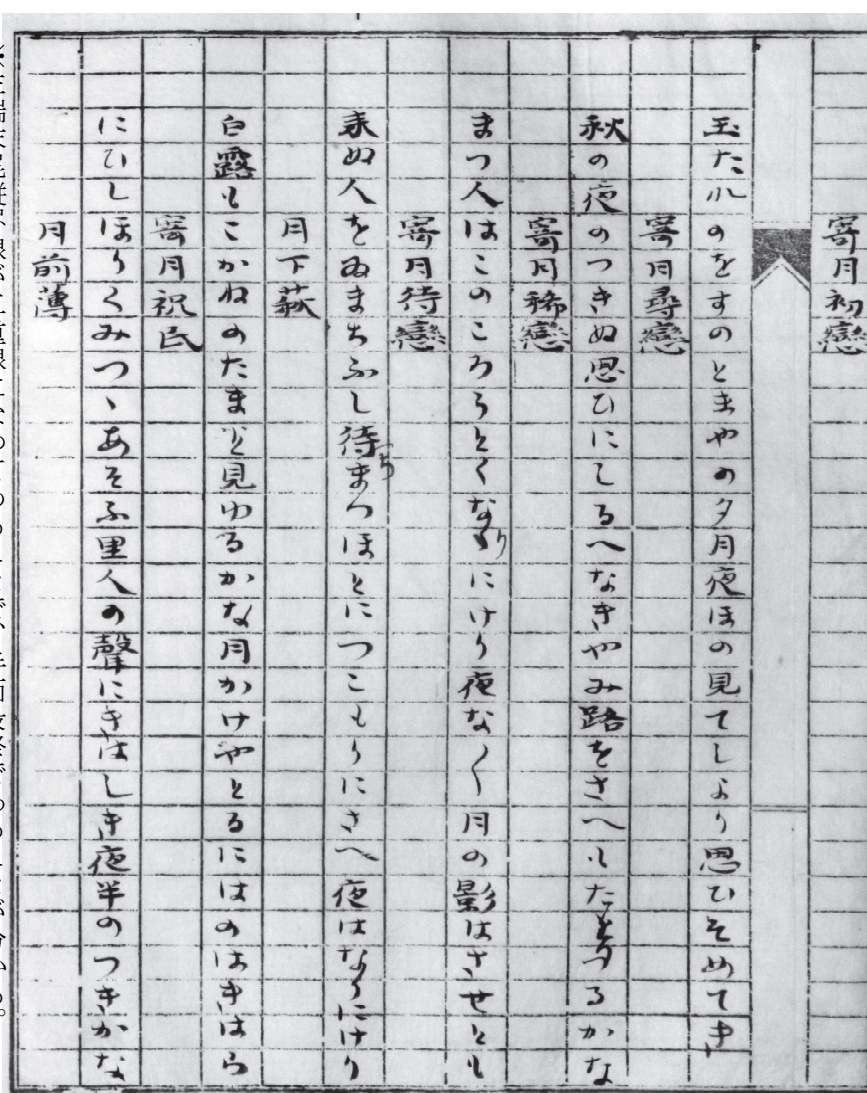 寄月初戀
玉たれのをすのとまやの夕月夜ほの見てしより思ひそめてき
寄月尋戀
秋の夜のつきぬ思ひにしるへなきやみ路をさへもたとるかな
寄月稀戀
まつ人はこのころうとくなりにけり夜な〱月の影はさせとも
寄月待戀
来ぬ人をゐまちふし待まつほとにつこもりにさへ夜はなりにけり
月下萩
白露もこかねのたまと見ゆるかな月かけやとるにはのはきはら
寄月祝民
にひしほりくみつゝあそふ里人の聲にきはしき夜半のつきかな
月前薄